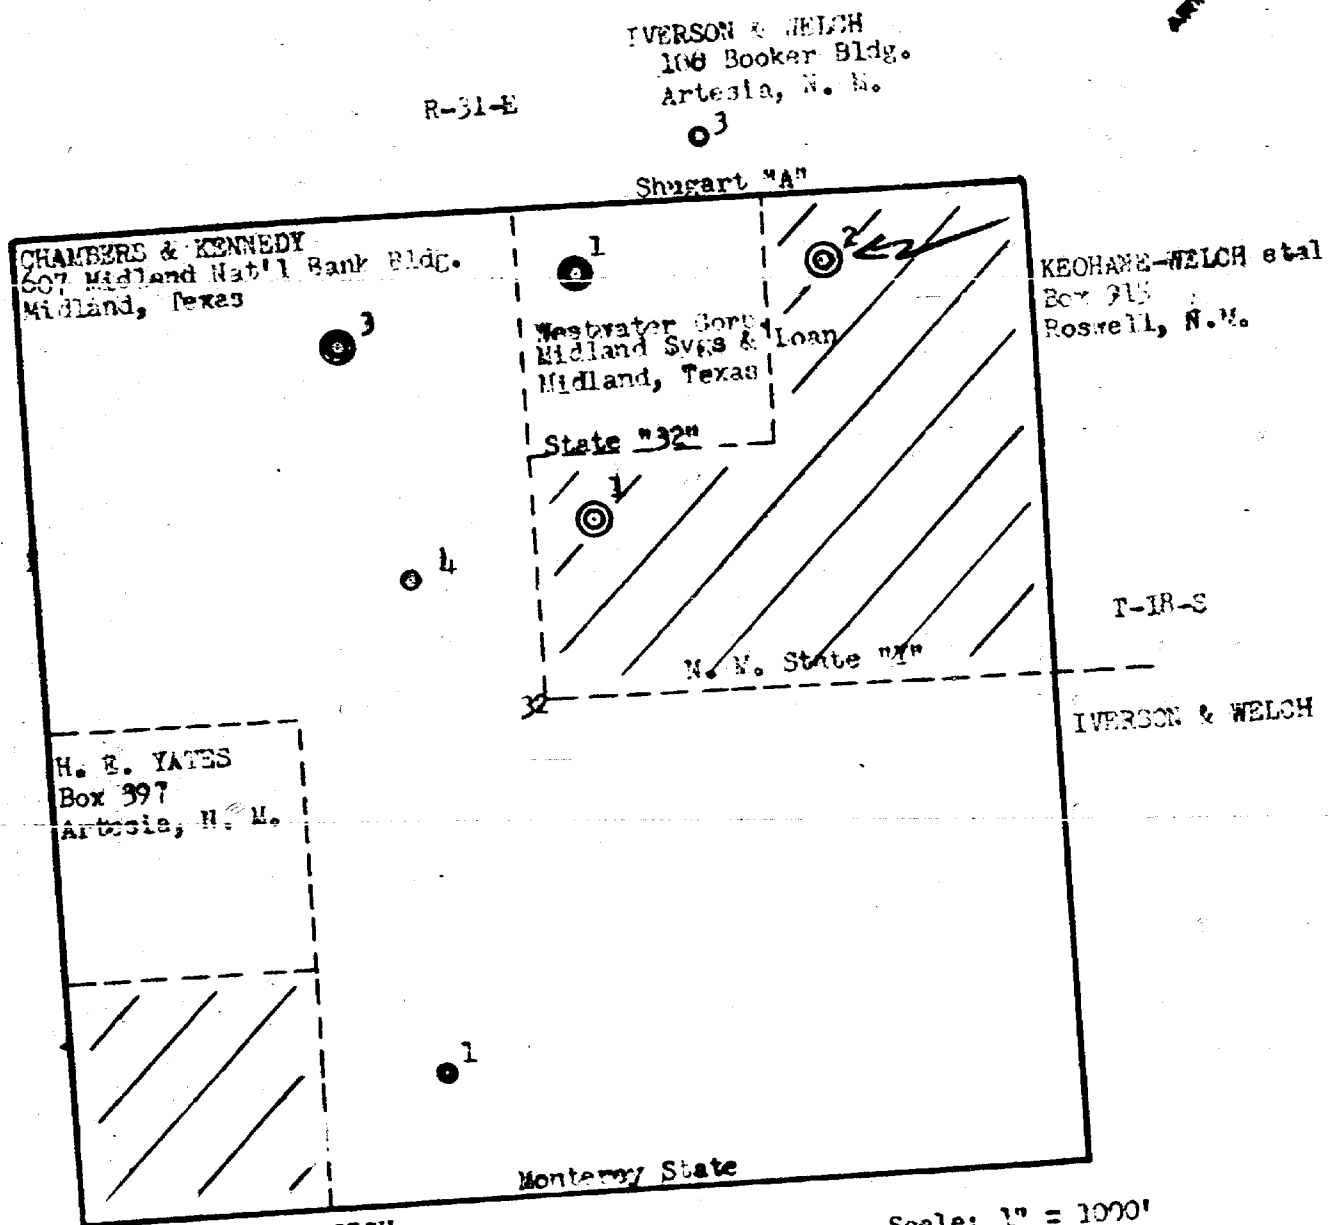 IVERSON & WELCH
108 Booker Bldg.
Artesia, N. M.
R-31-E
3
Shugart "A"
CHAMBERS & KENNEDY
607 Midland Nat'l Bank Bldg.
Midland, Texas
3
1
Westwater Corp.
Midland Svgs & Loan
Midland, Texas
State "32"
2
KEOHANE-WELCH etal
Box 915
Roswell, N.M.
1
4
T-18-S
N. M. State "Y"
32
IVERSON & WELCH
H. E. YATES
Box 397
Artesia, N. M.
1
Monterey State
Scale: 1" = 1000'